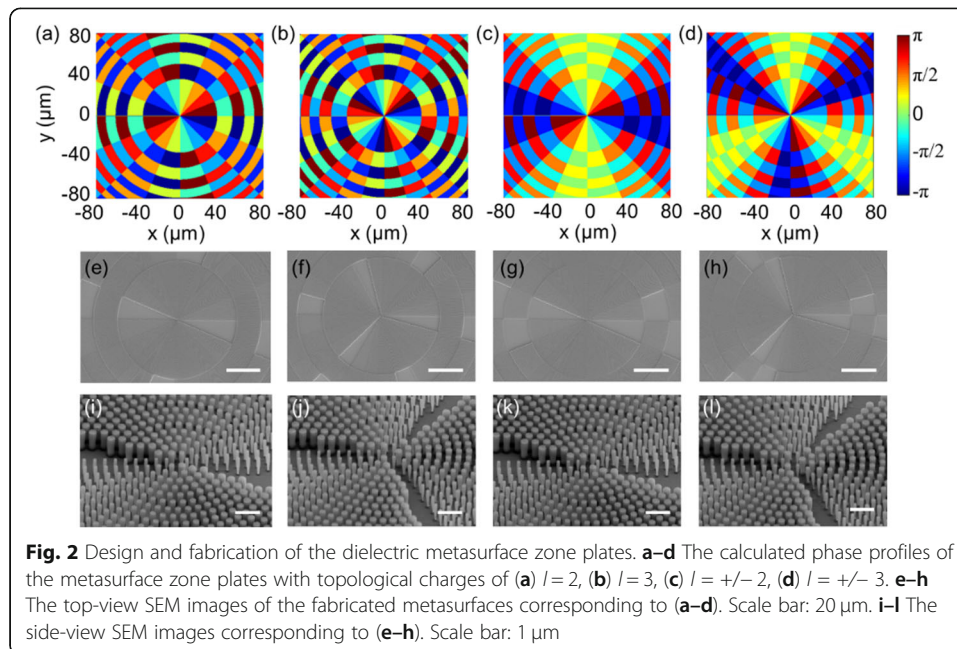 (a) (b) (c) (d)
80
40
0
-40
-80
y (μm)
π
π/2
0
-π/2
-π
-80 -40 0 40 80 -80 -40 0 40 80 -80 -40 0 40 80 -80 -40 0 40 80
x (μm) x (μm) x (μm) x (μm)
(e) (f) (g) (h)
(i) (j) (k) (l)
Fig. 2 Design and fabrication of the dielectric metasurface zone plates. a–d The calculated phase profiles of
the metasurface zone plates with topological charges of (a) l = 2, (b) l = 3, (c) l = +/− 2, (d) l = +/− 3. e–h
The top-view SEM images of the fabricated metasurfaces corresponding to (a–d). Scale bar: 20 μm. i–l The
side-view SEM images corresponding to (e–h). Scale bar: 1 μm